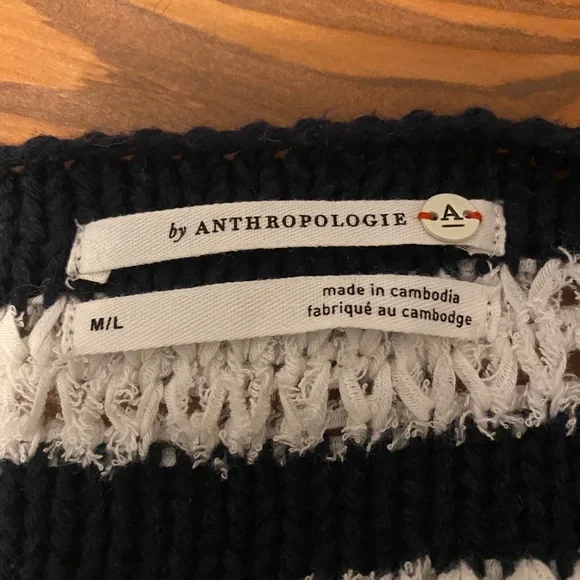 by ANTHROPOLOGIE A
M/L
made in cambodia
fabriqué au cambodge